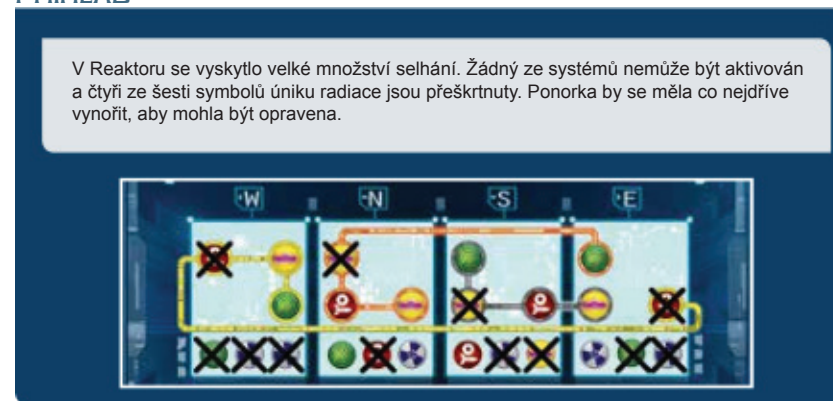 V Reaktoru se vyskytlo velké množství selhání. Žádný ze systémů nemůže být aktivován
a čtyři ze šesti symbolů úniku radiace jsou přeškrtnuty. Ponorka by se měla co nejdříve
vynořit, aby mohla být opravena.
W N S E